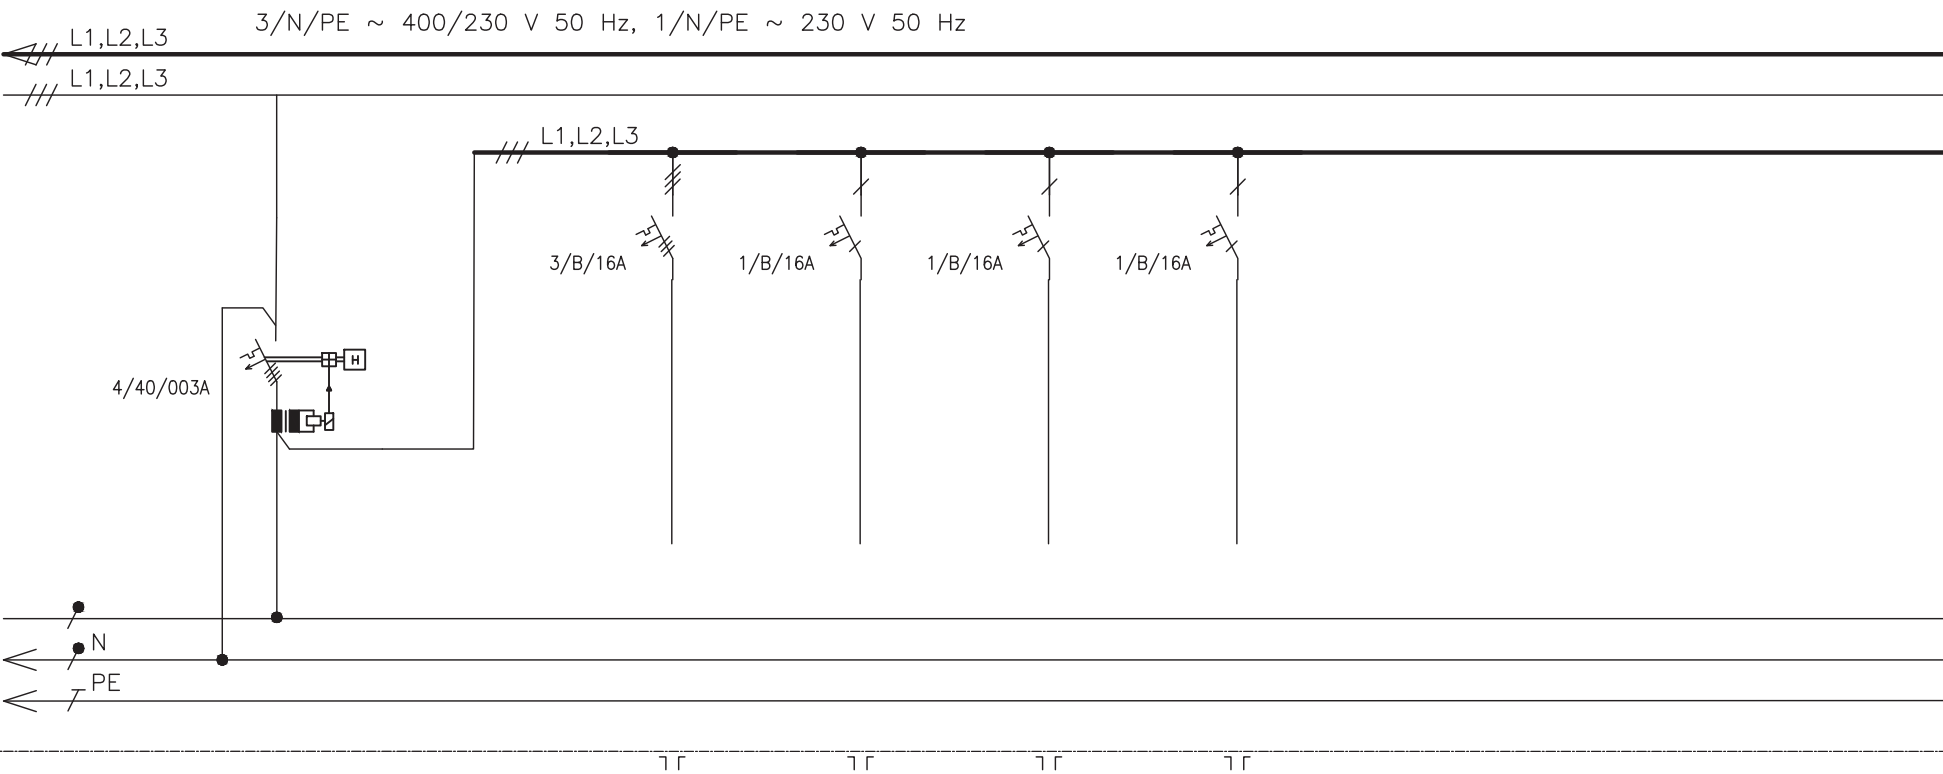 3/N/PE ~ 400/230 V 50 Hz, 1/N/PE ~ 230 V 50 Hz
L1,L2,L3
L1,L2,L3
L1,L2,L3
3/B/16A
1/B/16A
1/B/16A
1/B/16A
H
4/40/003A
N
PE